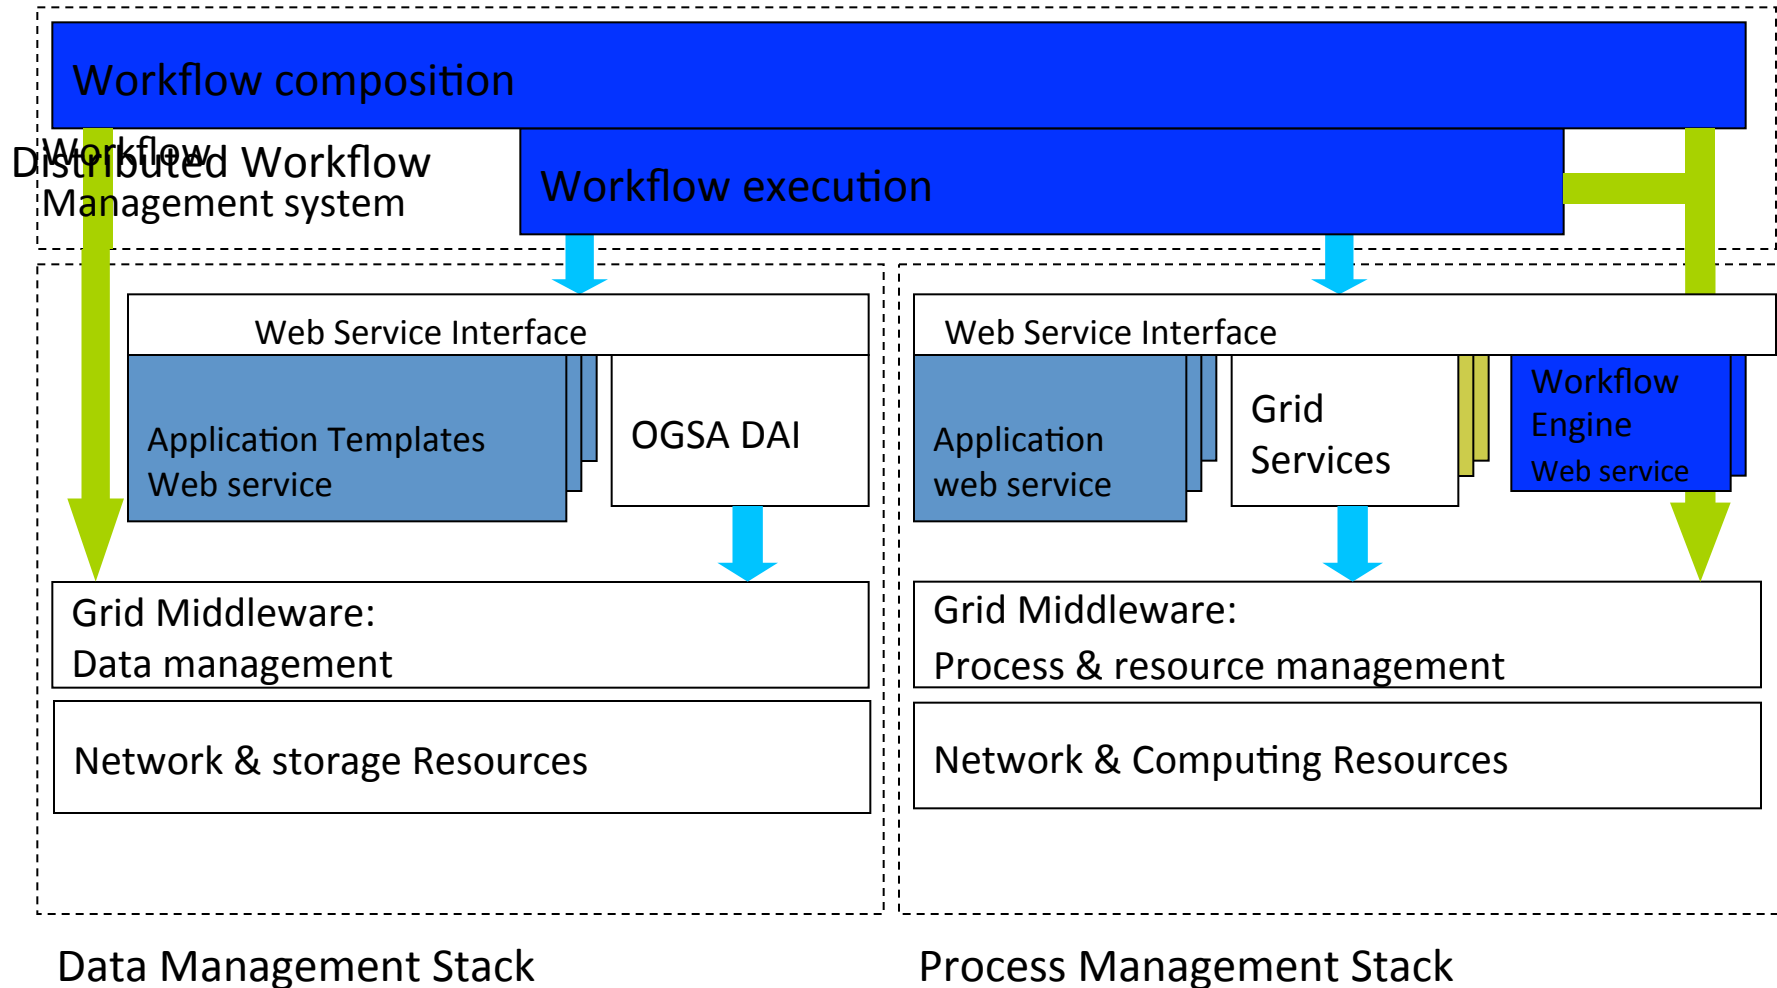 Workflow composition
Workflow
Distributed Workflow
Management system
Workflow execution
Web Service Interface
Application Templates
Web service
OGSA DAI
Web Service Interface
Application
web service
Grid
Services
Workflow
Engine
Web service
Grid Middleware:
Data management
Grid Middleware:
Process & resource management
Network & storage Resources
Network & Computing Resources
Data Management Stack
Process Management Stack